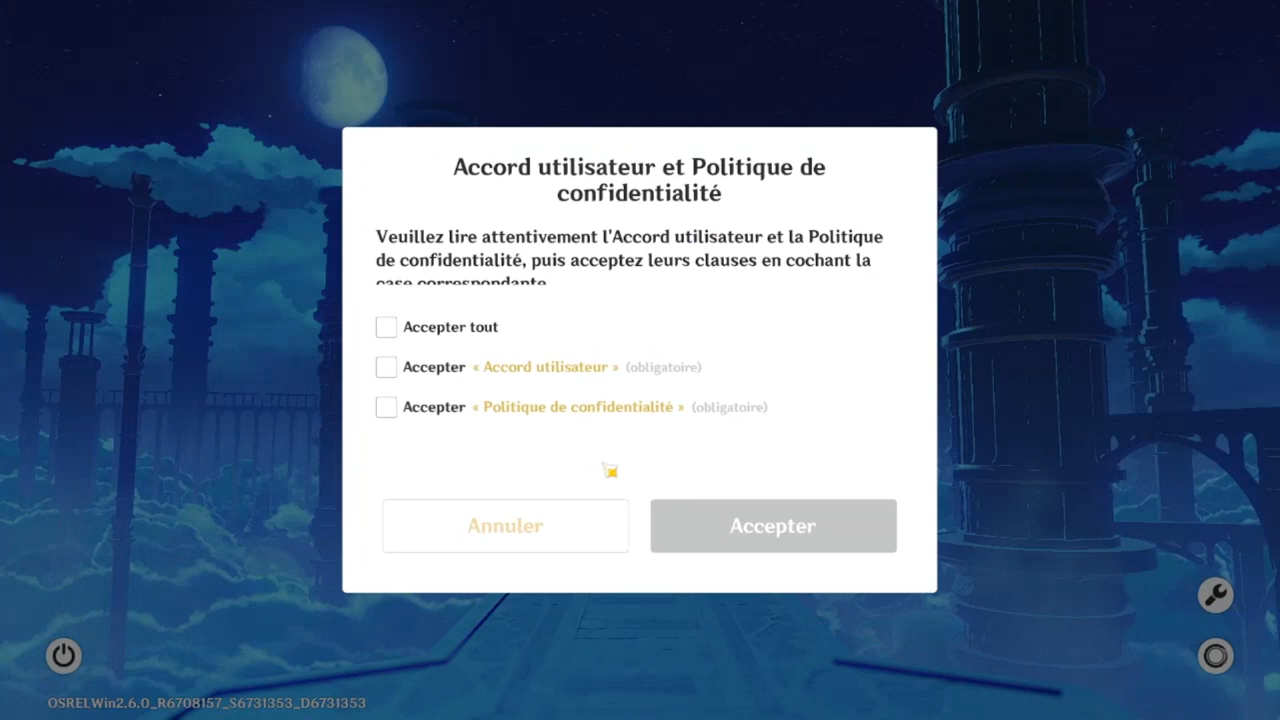 Accord utilisateur et Politique de
confidentialité
Veuillez lire attentivement l'Accord utilisateur et la Politique
de confidentialité, puis acceptez leurs clauses en cochant la
case correspondante.
Accepter tout
Accepter « Accord utilisateur » (obligatoire)
Accepter « Politique de confidentialité » (obligatoire)
Annuler
Accepter
OSRELWin2.6.0_R6708157_S6731353_D6731353